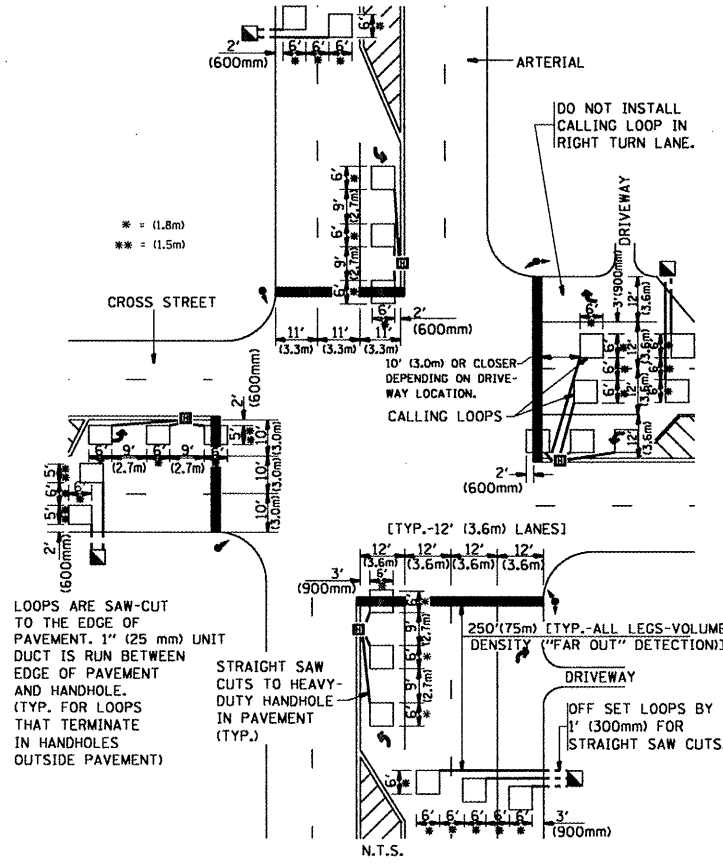 2'
(600mm)
6' 6' 6'
* * *
6'
*
ARTERIAL
DO NOT INSTALL
CALLING LOOP IN
RIGHT TURN LANE.
DRIVEWAY
* = (1.8m)
** = (1.5m)
6' *
9'
(2.7m)
6' *
9'
(2.7m)
6' *
H
CROSS STREET
6'
*
2'
(600mm)
11' 11' 11'
(3.3m) (3.3m) (3.3m)
3'(900mm)
12'
(3.6m)
6'
*
10' (3.0m) OR CLOSER
DEPENDING ON DRIVE-
WAY LOCATION.
CALLING LOOPS
6' 12' 6'
* (3.6m) *
6' 12' 6'
* (3.6m) *
12'
(3.6m)
H
2'
(600mm)
2'
(600mm)
H
5'
**
10'
(3.0m)
10'
(3.0m)
10'
(3.0m)
6' 9' 6' 9' 6'
* (2.7m) * (2.7m) *
5' **
6' *
5' **
6'
*
2'
(600mm)
[TYP.-12' (3.6m) LANES]
12' 12' 12' 12'
(3.6m) (3.6m) (3.6m) (3.6m)
3'
(900mm)
6'
*
H
6' *
9'
(2.7m)
6' *
9'
(2.7m)
6' *
250'(75m) [TYP.-ALL LEGS-VOLUME
DENSITY ("FAR OUT" DETECTION)]
DRIVEWAY
LOOPS ARE SAW-CUT
TO THE EDGE OF
PAVEMENT. 1" (25 mm) UNIT
DUCT IS RUN BETWEEN
EDGE OF PAVEMENT
AND HANDHOLE.
(TYP. FOR LOOPS
THAT TERMINATE
IN HANDHOLES
OUTSIDE PAVEMENT)
STRAIGHT SAW
CUTS TO HEAVY-
DUTY HANDHOLE
IN PAVEMENT
(TYP.)
OFF SET LOOPS BY
1' (300mm) FOR
STRAIGHT SAW CUTS
6'
*
6' 6' 6' 6' 6'
* * * * *
3'
(900mm)
N.T.S.